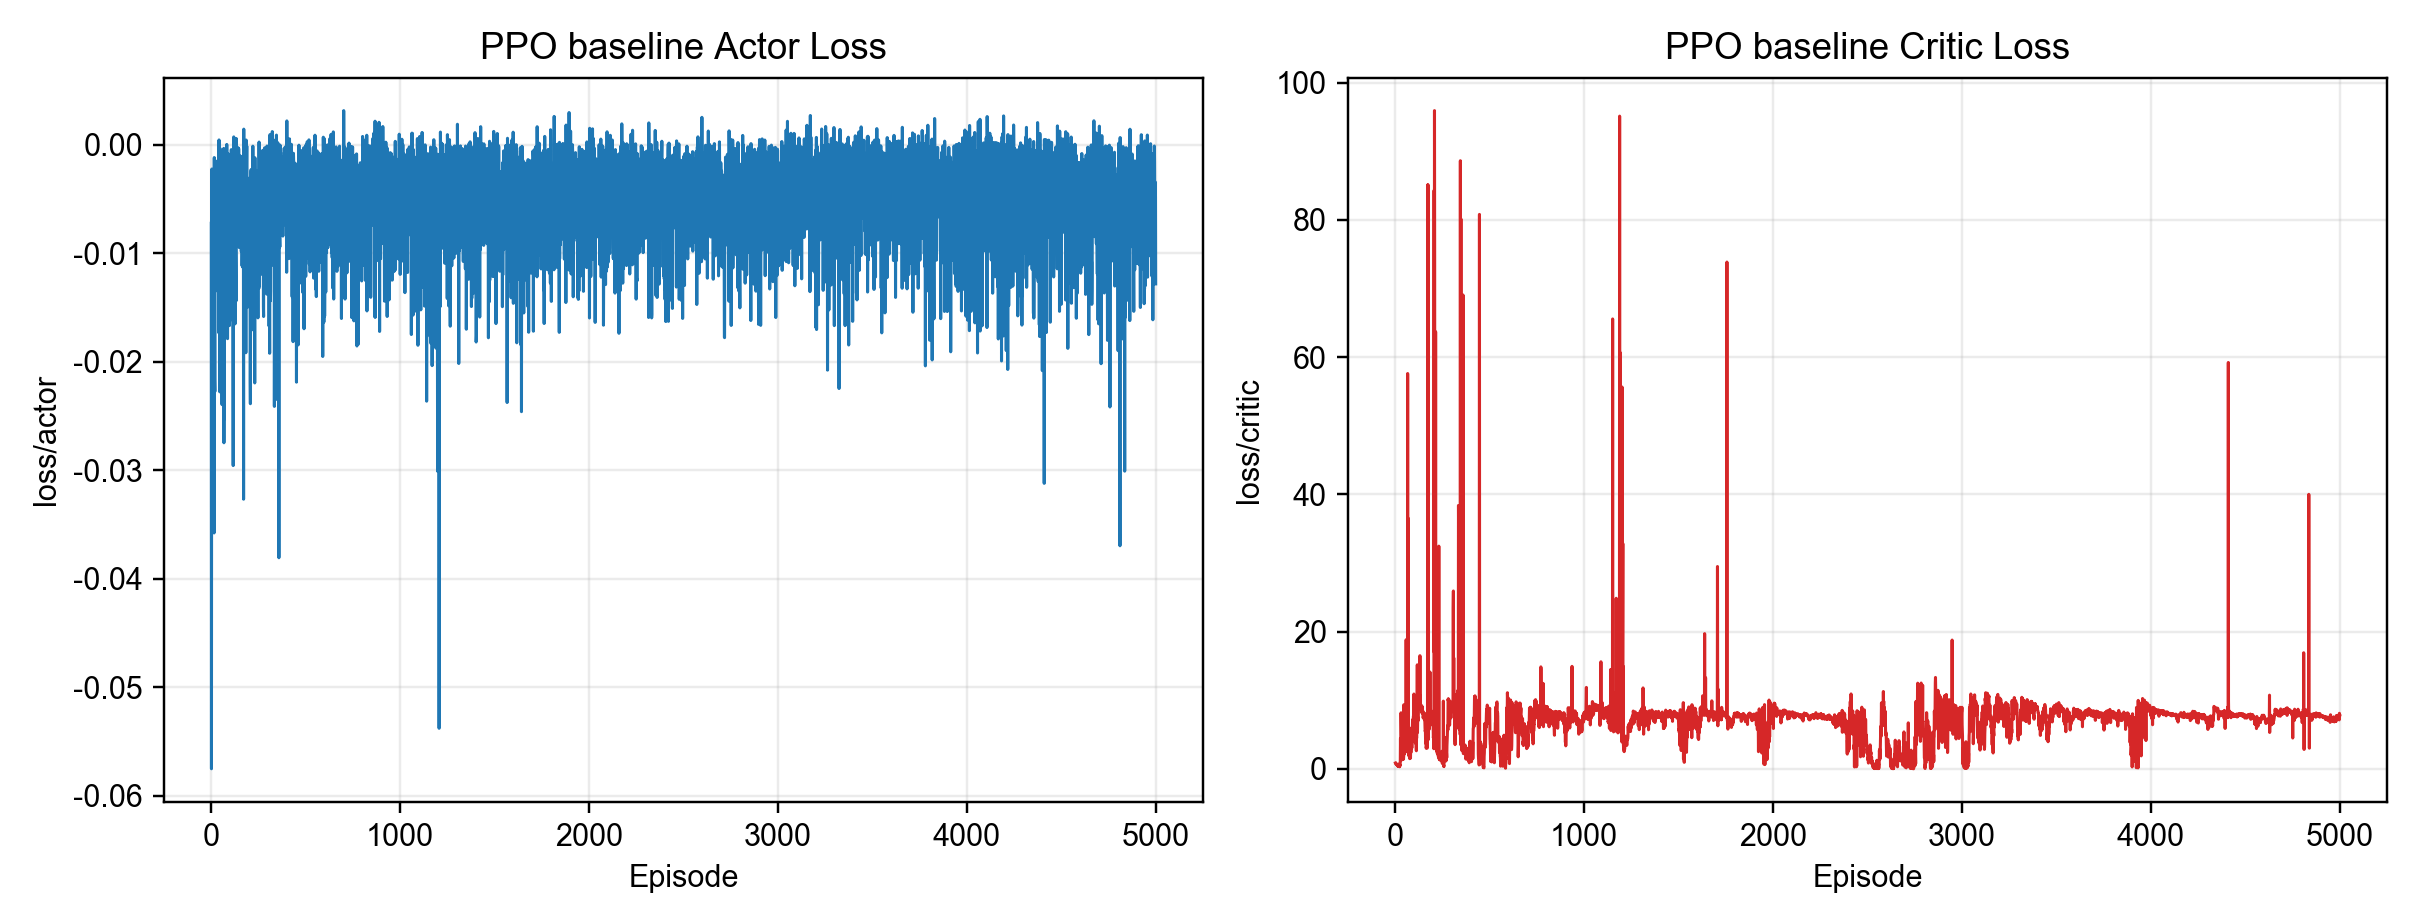 PPO baseline Actor Loss
0.00
-0.01
-0.02
-0.03
-0.04
-0.05
-0.06
loss/actor
0 1000 2000 3000 4000 5000
Episode
PPO baseline Critic Loss
100
80
60
40
20
0
loss/critic
0 1000 2000 3000 4000 5000
Episode